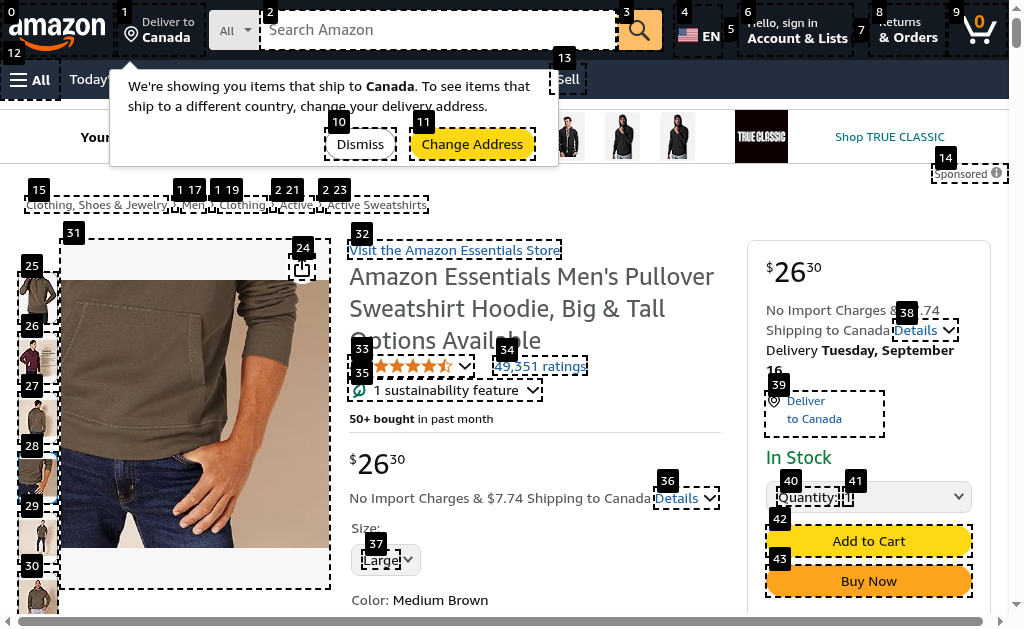 0
1
2
3
4
5
6
7
8
9
amazon
Deliver to
Canada
All
Search Amazon
EN
Hello, sign in
Account & Lists
Returns
& Orders
0
12
13
All
Today'
Sell
We're showing you items that ship to Canada. To see items that
ship to a different country, change your delivery address.
10
11
Dismiss
Change Address
Your
TRUE CLASSIC
Shop TRUE CLASSIC
14
Sponsored
15
1 17
1 19
2 21
2 23
Clothing, Shoes & Jewelry › Men › Clothing › Active › Active Sweatshirts
31
24
25
26
27
28
29
30
32
Visit the Amazon Essentials Store
Amazon Essentials Men's Pullover
Sweatshirt Hoodie, Big & Tall
Options Available
33
34
49,351 ratings
35
1 sustainability feature
50+ bought in past month
$26.30
No Import Charges & $7.74 Shipping to Canada
36
Details
Size:
37
Large
Color: Medium Brown
$26.30
No Import Charges & .74
38
Shipping to Canada Details
Delivery Tuesday, September
16
39
Deliver
to Canada
In Stock
40
41
Quantity: 1
42
Add to Cart
43
Buy Now